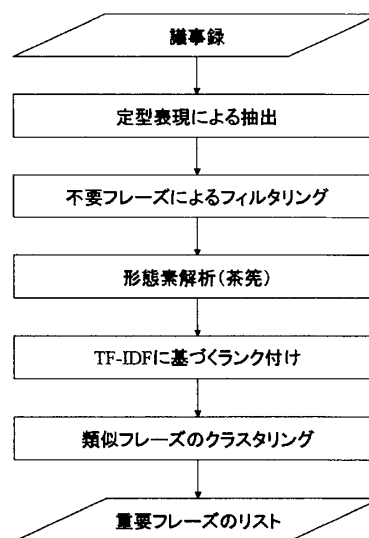 議事録
定型表現による抽出
不要フレーズによるフィルタリング
形態素解析(茶筅)
TF-IDFに基づくランク付け
類似フレーズのクラスタリング
重要フレーズのリスト